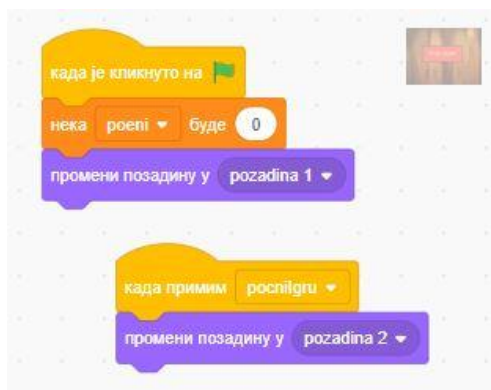 када је кликнуто на
нека poeni буде 0
промени позадину у pozadina 1
када примим pocniIgru
промени позадину у pozadina 2